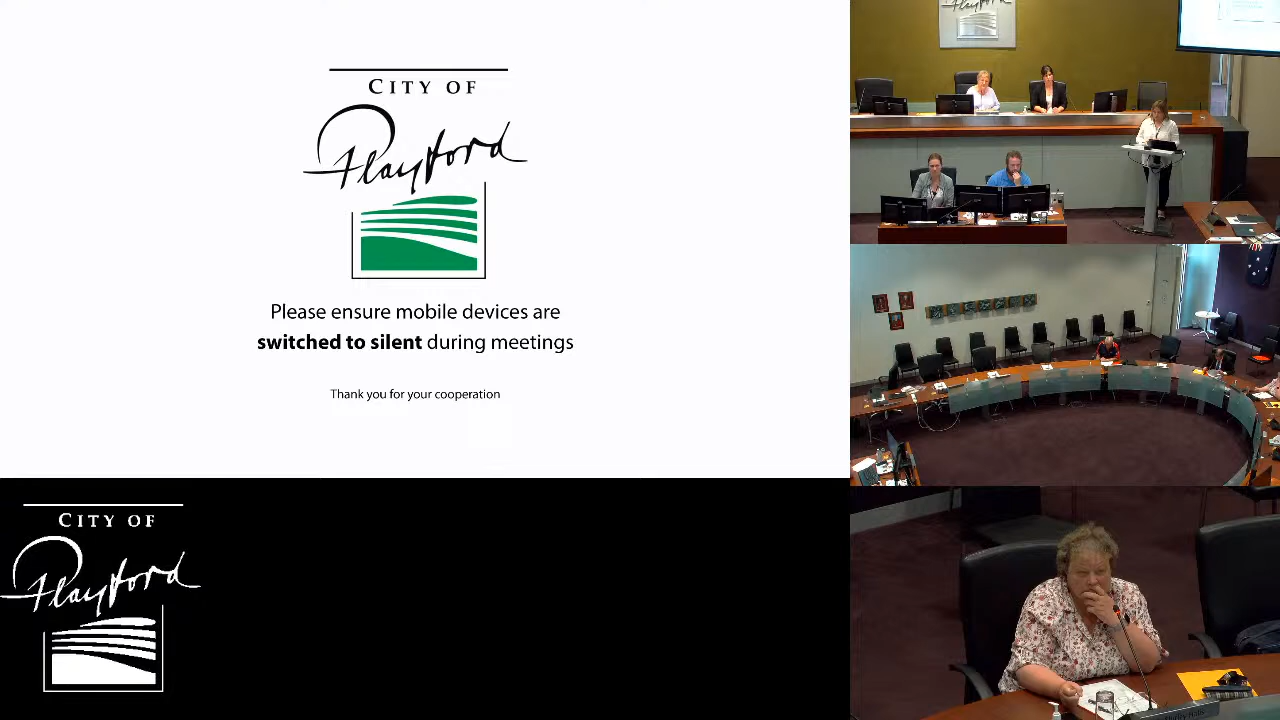 CITY OF
Playford
Please ensure mobile devices are
switched to silent during meetings
Thank you for your cooperation
CITY OF
Playford
Playford